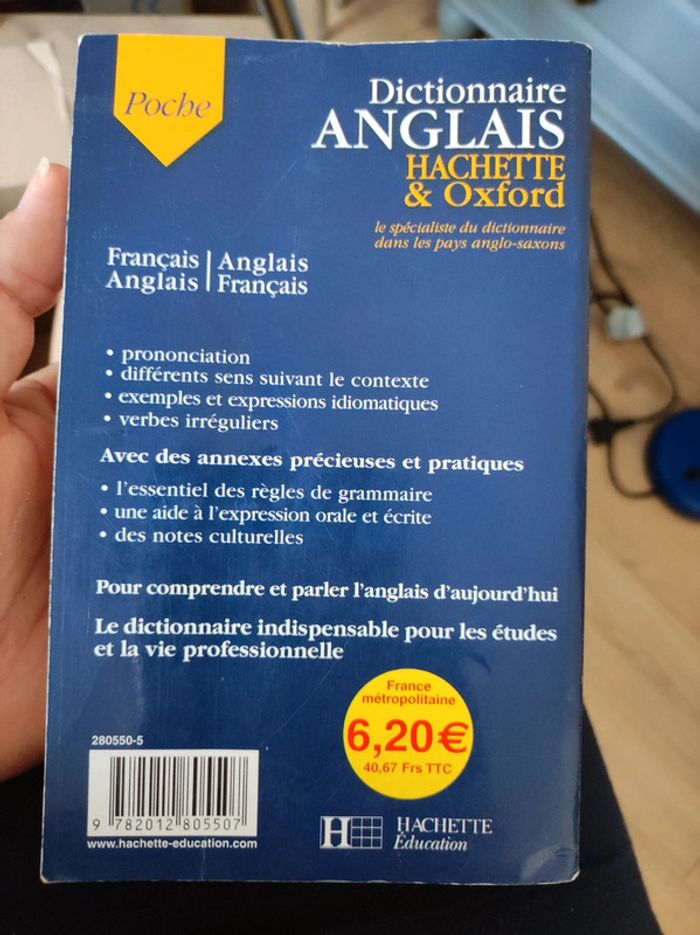 Poche
Dictionnaire
ANGLAIS
HACHETTE
& Oxford
le spécialiste du dictionnaire
dans les pays anglo-saxons
Français | Anglais
Anglais | Français
• prononciation
• différents sens suivant le contexte
• exemples et expressions idiomatiques
• verbes irréguliers
Avec des annexes précieuses et pratiques
• l'essentiel des règles de grammaire
• une aide à l'expression orale et écrite
• des notes culturelles
Pour comprendre et parler l'anglais d'aujourd'hui
Le dictionnaire indispensable pour les études
et la vie professionnelle
France
métropolitaine
6,20€
40,67 Frs TTC
280550-5
9 782012 805507
www.hachette-education.com
H
HACHETTE
Éducation